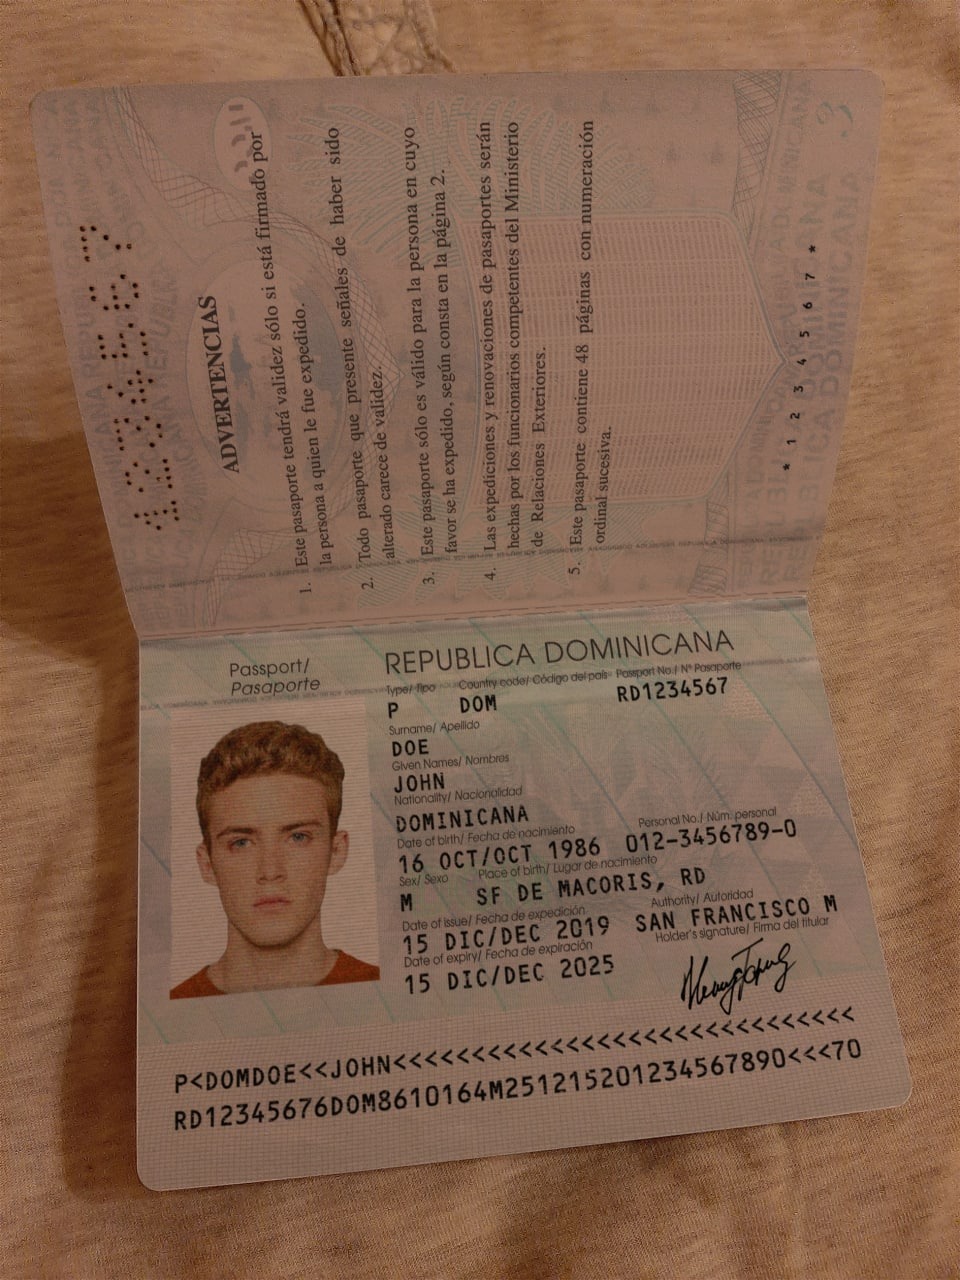 ADVERTENCIAS
1. Este pasaporte tendrá validez sólo si está firmado por
la persona a quien le fue expedido.
2. Todo pasaporte que presente señales de haber sido
alterado carece de validez.
3. Este pasaporte sólo es válido para la persona en cuyo
favor se ha expedido, según consta en la página 2.
4. Las expediciones y renovaciones de pasaportes serán
hechas por los funcionarios competentes del Ministerio
de Relaciones Exteriores.
5. Este pasaporte contiene 48 páginas con numeración
ordinal sucesiva.
* 1 2 3 4 5 6 7 *
3
Passport/
Pasaporte
REPUBLICA DOMINICANA
Type/ Tipo Country code/ Código del país Passport No./ Nº Pasaporte
P DOM RD1234567
Surname/ Apellido
DOE
Given Names/ Nombres
JOHN
Nationality/ Nacionalidad
DOMINICANA
Date of birth/ Fecha de nacimiento Personal No./ Núm. personal
16 OCT/OCT 1986 012-3456789-0
Sex/ Sexo Place of birth/ Lugar de nacimiento
M SF DE MACORIS, RD
Date of issue/ Fecha de expedición Authority/ Autoridad
15 DIC/DEC 2019 SAN FRANCISCO M
Date of expiry/ Fecha de expiración Holder's signature/ Firma del titular
15 DIC/DEC 2025
P<DOMDOE<<JOHN<<<<<<<<<<<<<<<<<<<<<<<<<<<<<
RD12345676DOM8610164M251215201234567890<<<70